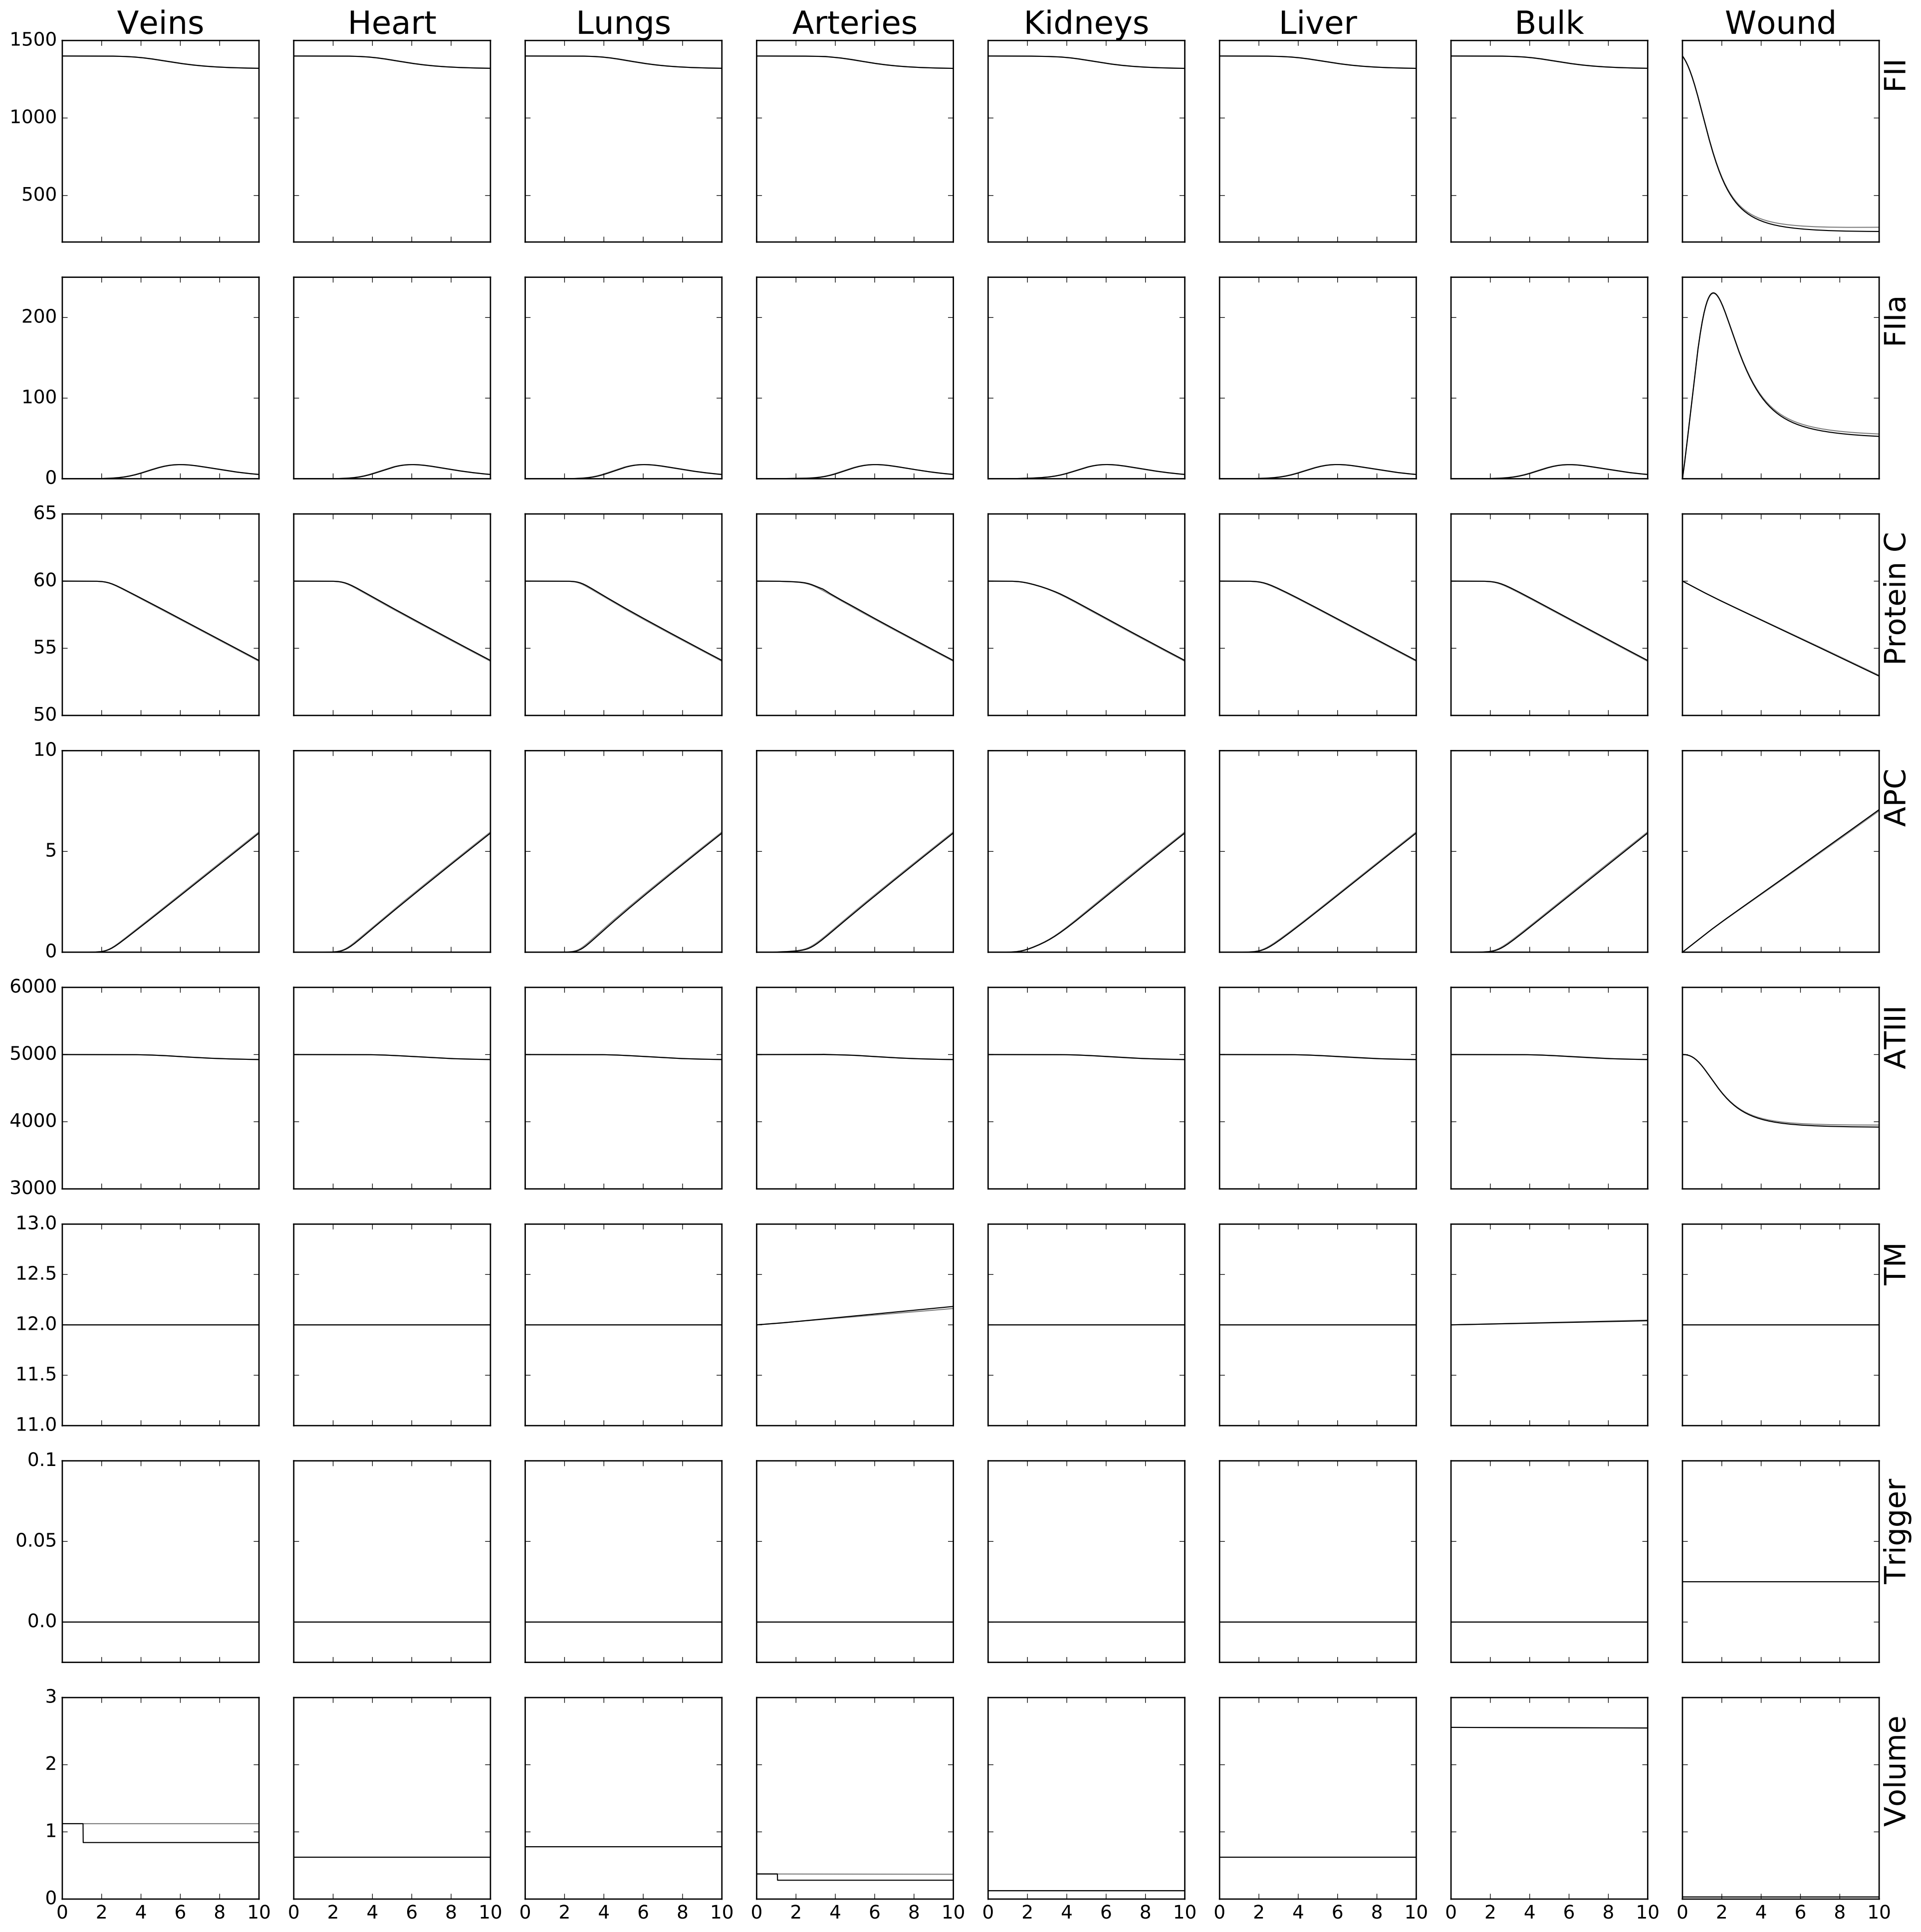 Veins Heart Lungs Arteries Kidneys Liver Bulk Wound
1500
1000
500
FII
200
100
0
FIIa
65
60
55
50
Protein C
10
5
0
APC
6000
5000
4000
3000
ATIII
13.0
12.5
12.0
11.5
11.0
TM
0.1
0.05
0.0
Trigger
3
2
1
0
Volume
0 2 4 6 8 10 0 2 4 6 8 10 0 2 4 6 8 10 0 2 4 6 8 10 0 2 4 6 8 10 0 2 4 6 8 10 0 2 4 6 8 10 0 2 4 6 8 10